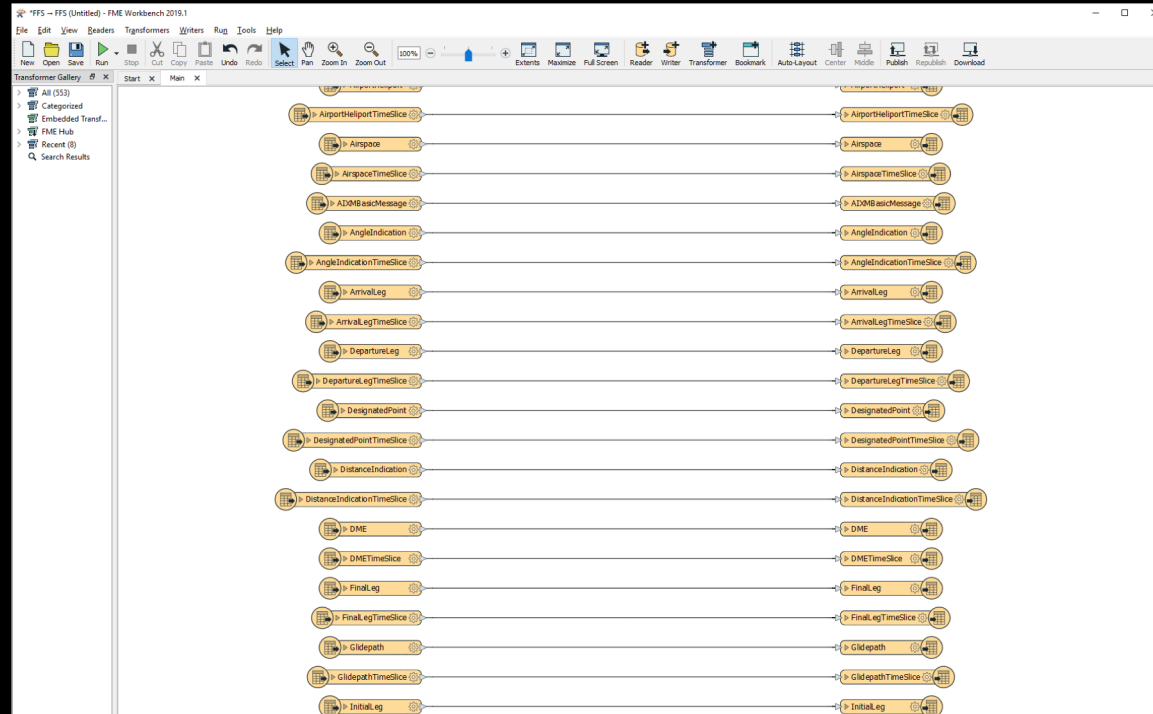 *FFS → FFS (Untitled) - FME Workbench 2019.1
File Edit View Readers Transformers Writers Run Tools Help
New Open Save Run Stop Cut Copy Paste Undo Redo Select Pan Zoom In Zoom Out 100% Extents Maximize Full Screen Reader Writer Transformer Bookmark Auto-Layout Center Middle Publish Republish Download
Transformer Gallery Start Main
All (553)
Categorized
Embedded Transf...
FME Hub
Recent (8)
Search Results
AirportHeliport AirportHeliport
AirportHeliportTimeSlice AirportHeliportTimeSlice
Airspace Airspace
AirspaceTimeSlice AirspaceTimeSlice
AIXMBasicMessage AIXMBasicMessage
AngleIndication AngleIndication
AngleIndicationTimeSlice AngleIndicationTimeSlice
ArrivalLeg ArrivalLeg
ArrivalLegTimeSlice ArrivalLegTimeSlice
DepartureLeg DepartureLeg
DepartureLegTimeSlice DepartureLegTimeSlice
DesignatedPoint DesignatedPoint
DesignatedPointTimeSlice DesignatedPointTimeSlice
DistanceIndication DistanceIndication
DistanceIndicationTimeSlice DistanceIndicationTimeSlice
DME DME
DMETimeSlice DMETimeSlice
FinalLeg FinalLeg
FinalLegTimeSlice FinalLegTimeSlice
Glidepath Glidepath
GlidepathTimeSlice GlidepathTimeSlice
InitialLeg InitialLeg